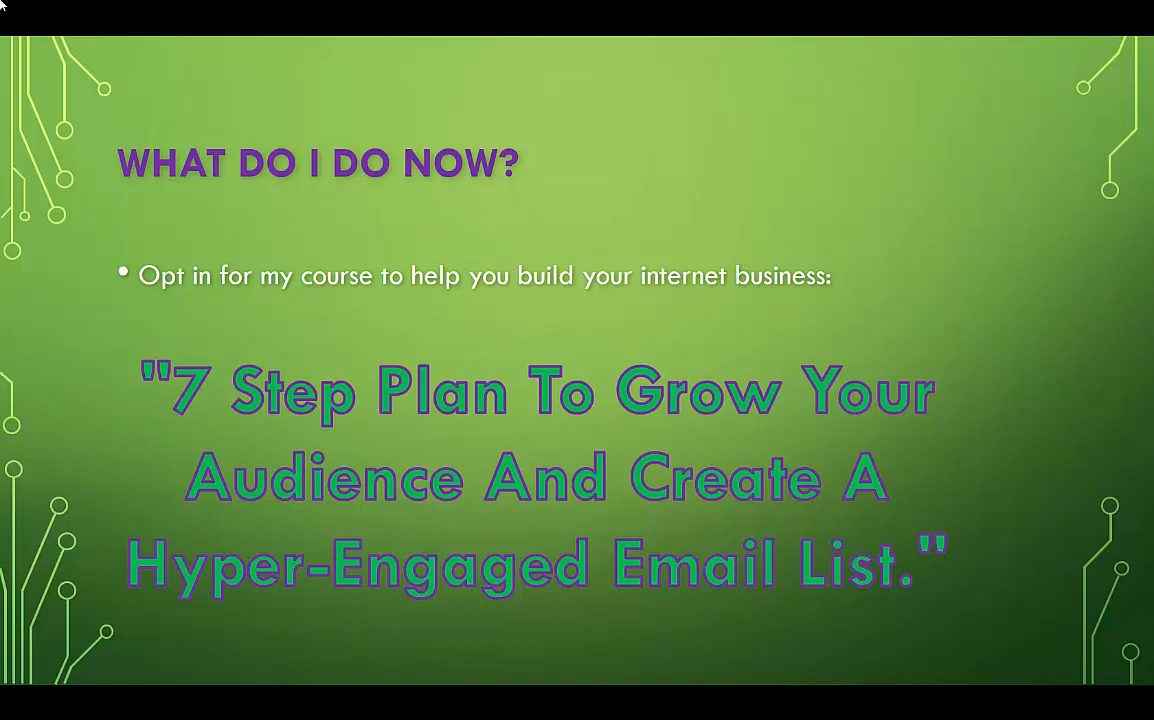 WHAT DO I DO NOW?
• Opt in for my course to help you build your internet business:
"7 Step Plan To Grow Your
Audience And Create A
Hyper-Engaged Email List."